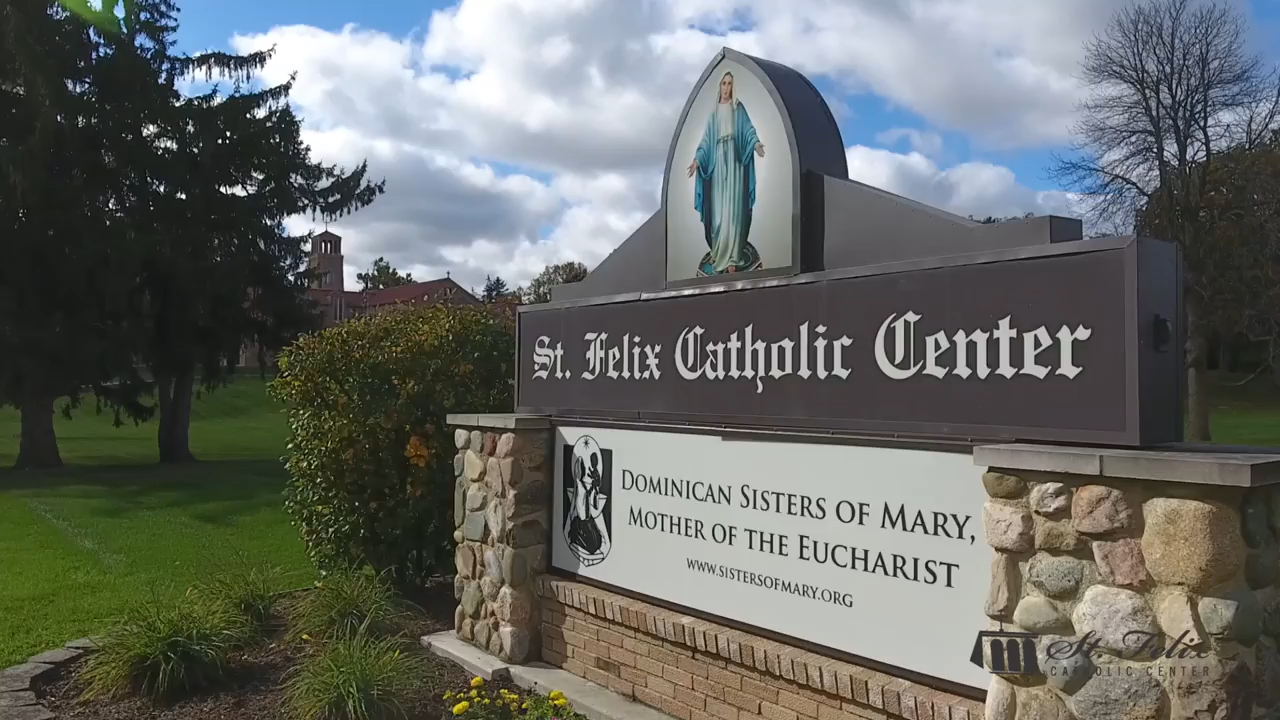 St. Felix Catholic Center
Dominican Sisters of Mary,
Mother of the Eucharist
www.sistersofmary.org
St. Felix
CATHOLIC CENTER